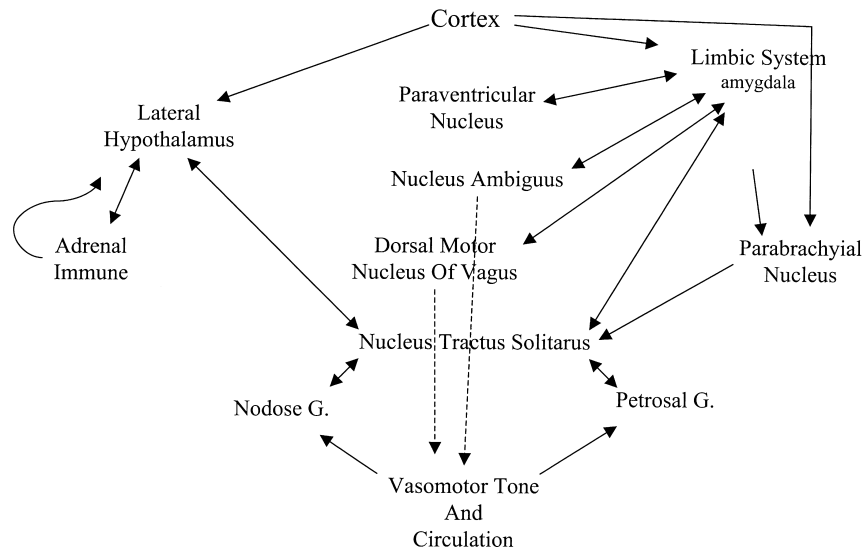 Cortex
Limbic System
amygdala
Paraventricular
Nucleus
Lateral
Hypothalamus
Nucleus Ambiguus
Adrenal
Immune
Dorsal Motor
Nucleus Of Vagus
Parabrachyial
Nucleus
Nucleus Tractus Solitarus
Nodose G.
Petrosal G.
Vasomotor Tone
And
Circulation